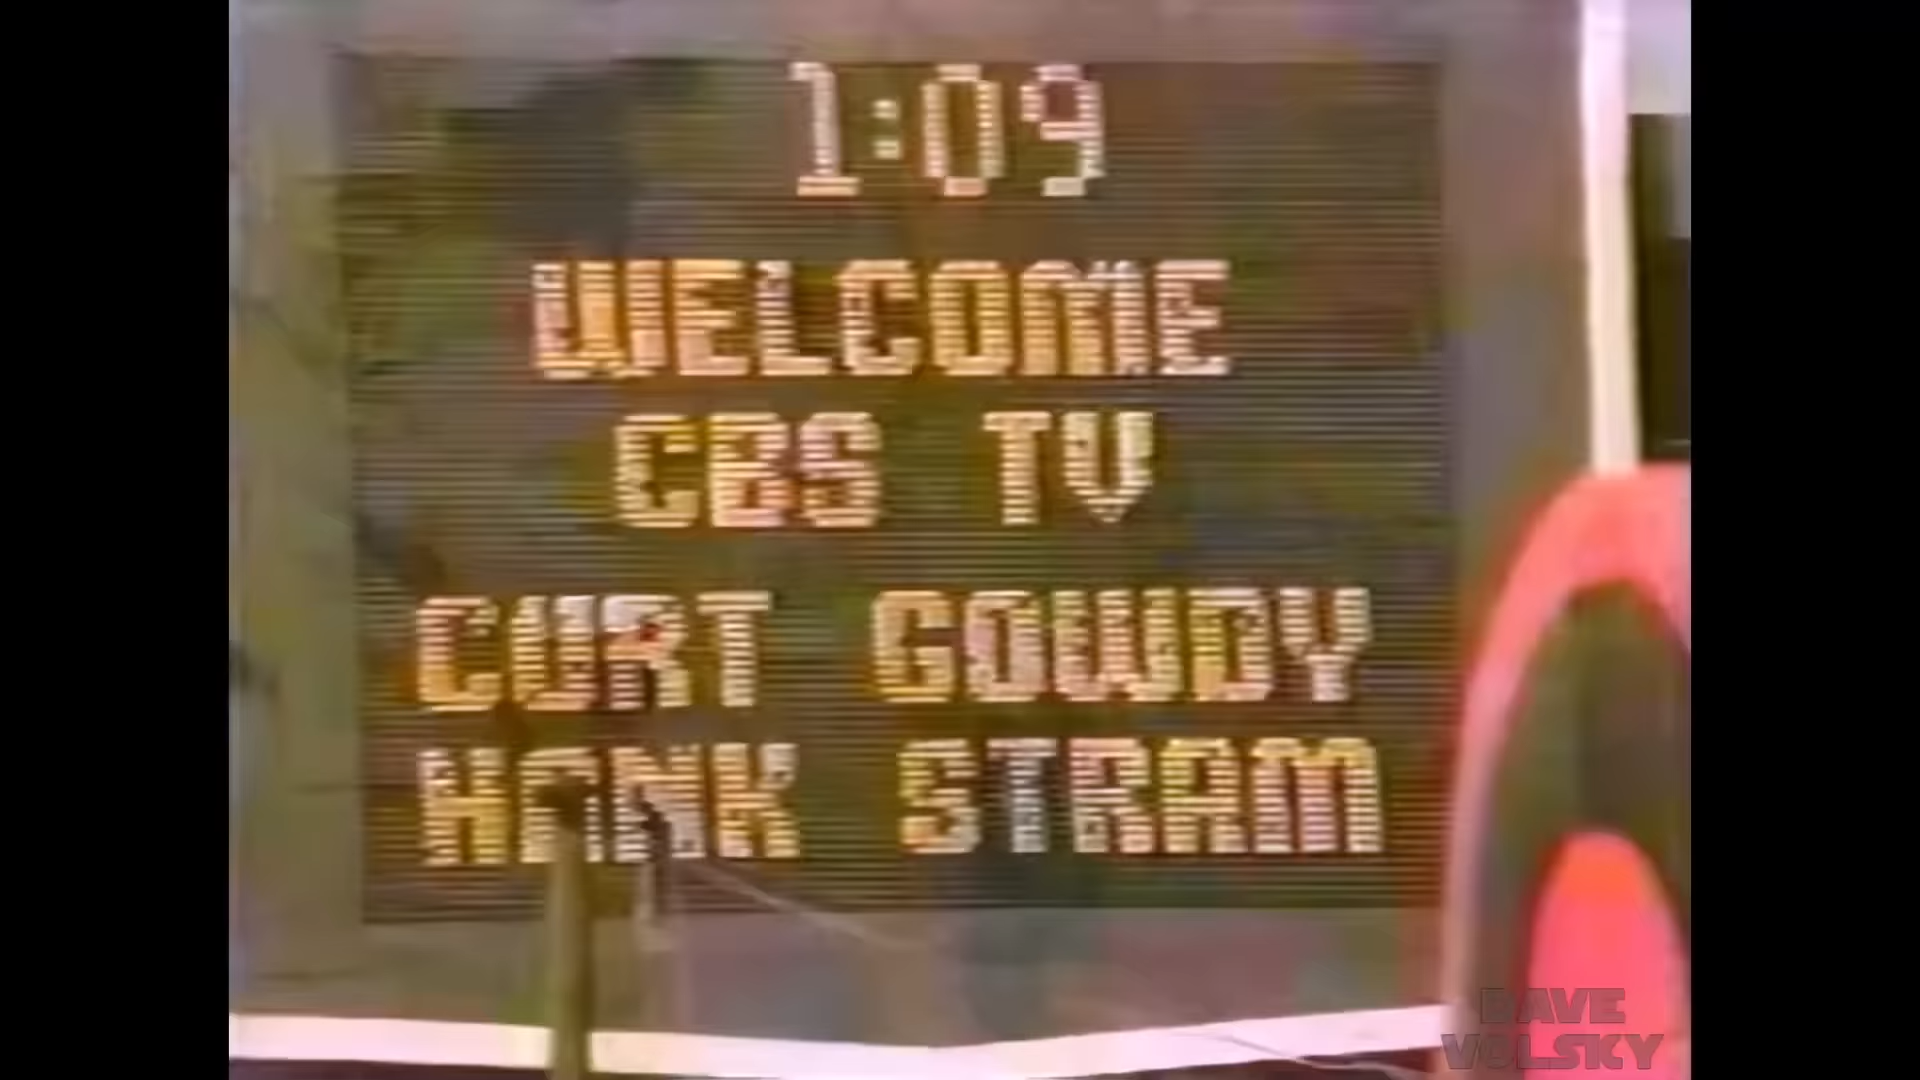 1:09
WELCOME
CBS TV
CURT GOWDY
HANK STRAM
DAVE
VOLSKY